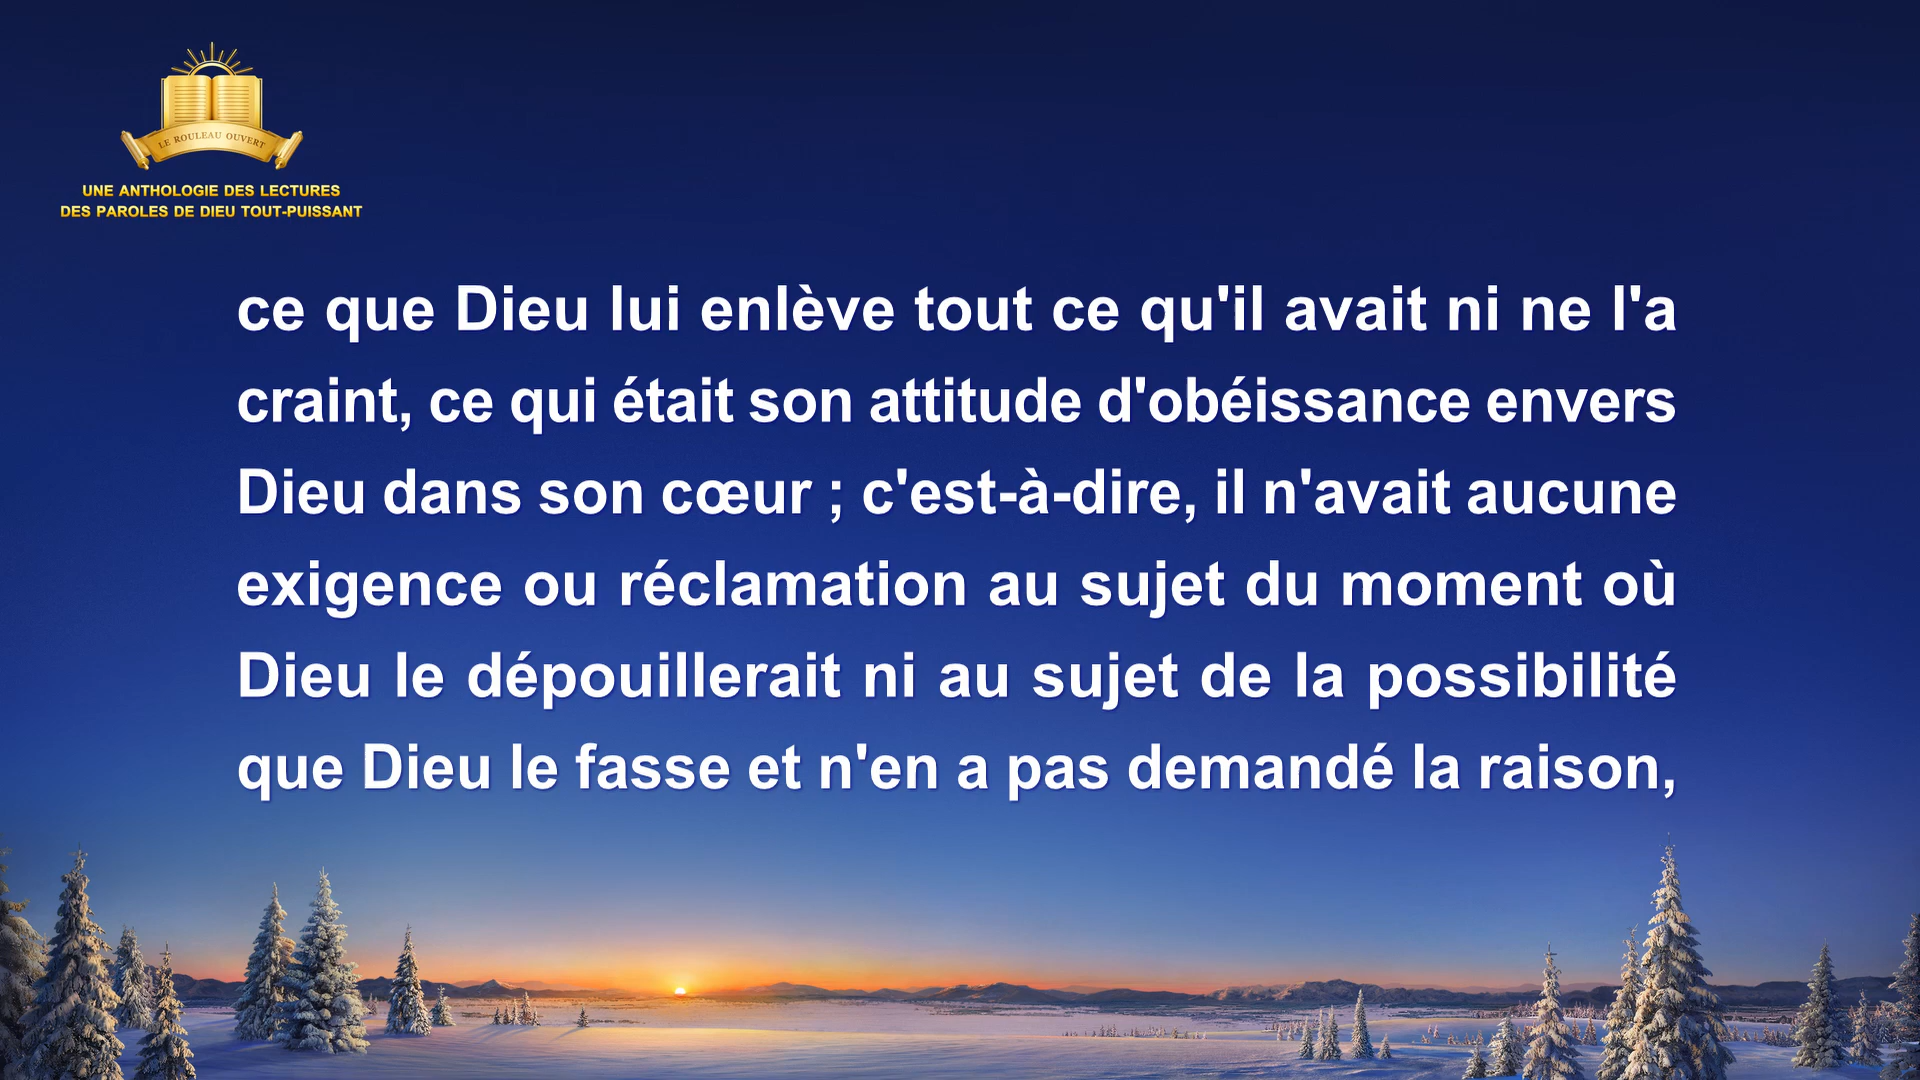 LE ROULEAU OUVERT
UNE ANTHOLOGIE DES LECTURES
DES PAROLES DE DIEU TOUT-PUISSANT
ce que Dieu lui enlève tout ce qu'il avait ni ne l'a
craint, ce qui était son attitude d'obéissance envers
Dieu dans son cœur ; c'est-à-dire, il n'avait aucune
exigence ou réclamation au sujet du moment où
Dieu le dépouillerait ni au sujet de la possibilité
que Dieu le fasse et n'en a pas demandé la raison,